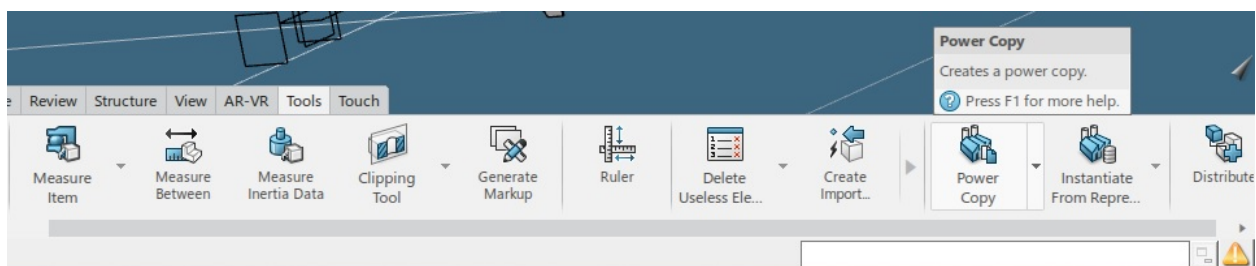 Power Copy
Creates a power copy.
Press F1 for more help.
Review Structure View AR-VR Tools Touch
Measure Item
Measure Between
Measure Inertia Data
Clipping Tool
Generate Markup
Ruler
Delete Useless Ele...
Create Import...
Power Copy
Instantiate From Repre...
Distribute